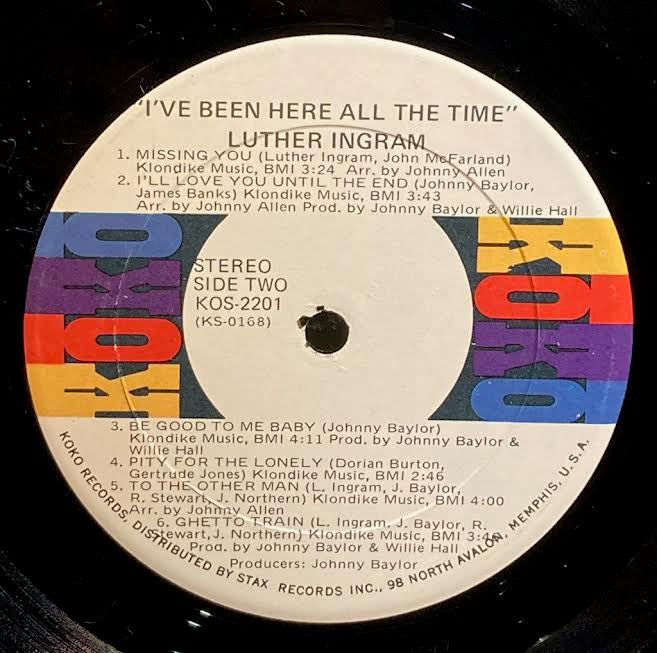 "I'VE BEEN HERE ALL THE TIME"
LUTHER INGRAM
1. MISSING YOU (Luther Ingram, John McFarland)
Klondike Music, BMI 3:24 Arr. by Johnny Allen
2. I'LL LOVE YOU UNTIL THE END (Johnny Baylor,
James Banks) Klondike Music, BMI 3:43
Arr. by Johnny Allen Prod. by Johnny Baylor & Willie Hall
KOKO
KOKO
STEREO
SIDE TWO
KOS-2201
(KS-0168)
3. BE GOOD TO ME BABY (Johnny Baylor)
Klondike Music, BMI 4:11 Prod. by Johnny Baylor &
Willie Hall
4. PITY FOR THE LONELY (Dorian Burton,
Gertrude Jones) Klondike Music, BMI 2:46
5. TO THE OTHER MAN (L. Ingram, J. Baylor,
R. Stewart, J. Northern) Klondike Music, BMI 4:00
Arr. by Johnny Allen
6. GHETTO TRAIN (L. Ingram, J. Baylor, R.
Stewart, J. Northern) Klondike Music, BMI
Prod. by Johnny Baylor & Willie Hall
Producers: Johnny Baylor
KOKO RECORDS, DISTRIBUTED BY STAX RECORDS INC., 98 NORTH AVALON, MEMPHIS, U.S.A.